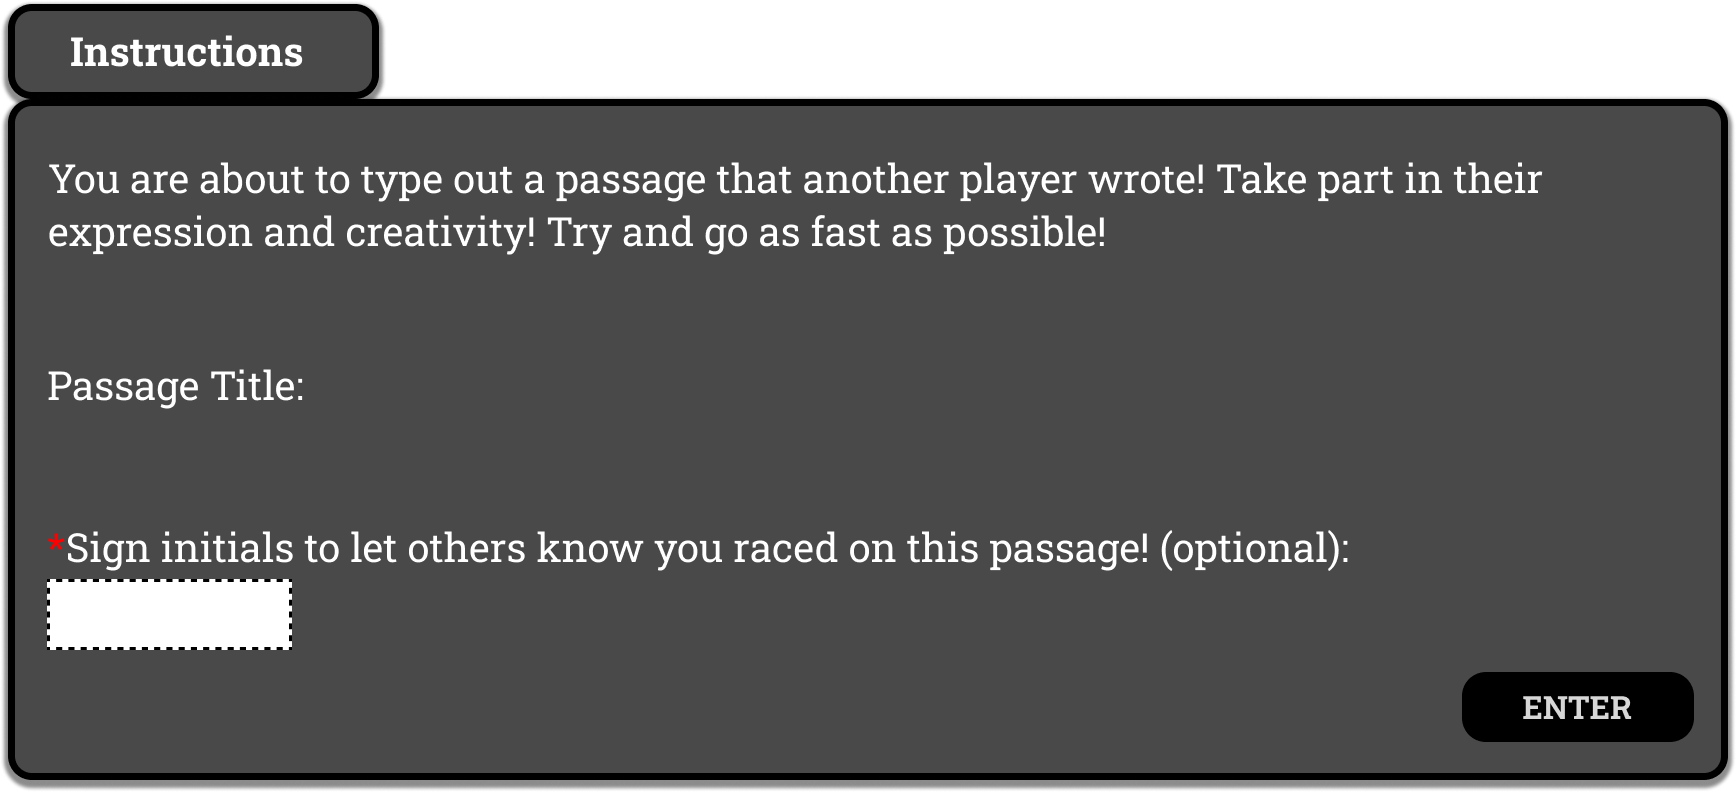 Instructions
You are about to type out a passage that another player wrote! Take part in their
expression and creativity! Try and go as fast as possible!
Passage Title:
*Sign initials to let others know you raced on this passage! (optional):
ENTER